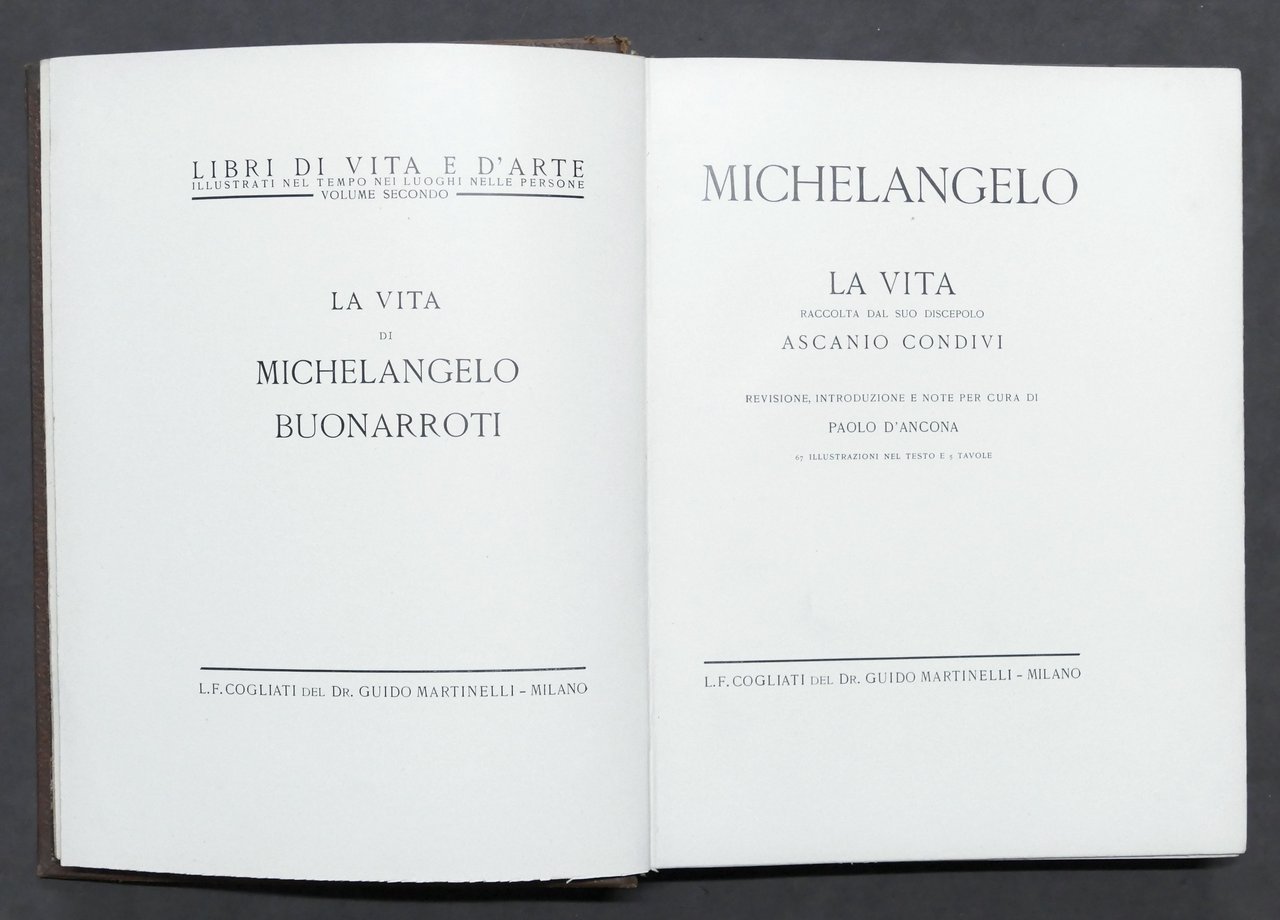 LIBRI DI VITA E D'ARTE
ILLUSTRATI NEL TEMPO NEI LUOGHI NELLE PERSONE
VOLUME SECONDO
LA VITA
DI
MICHELANGELO
BUONARROTI
L.F. COGLIATI DEL DR. GUIDO MARTINELLI – MILANO
MICHELANGELO
LA VITA
RACCOLTA DAL SUO DISCEPOLO
ASCANIO CONDIVI
REVISIONE, INTRODUZIONE E NOTE PER CURA DI
PAOLO D'ANCONA
67 ILLUSTRAZIONI NEL TESTO E 5 TAVOLE
L.F. COGLIATI DEL DR. GUIDO MARTINELLI – MILANO